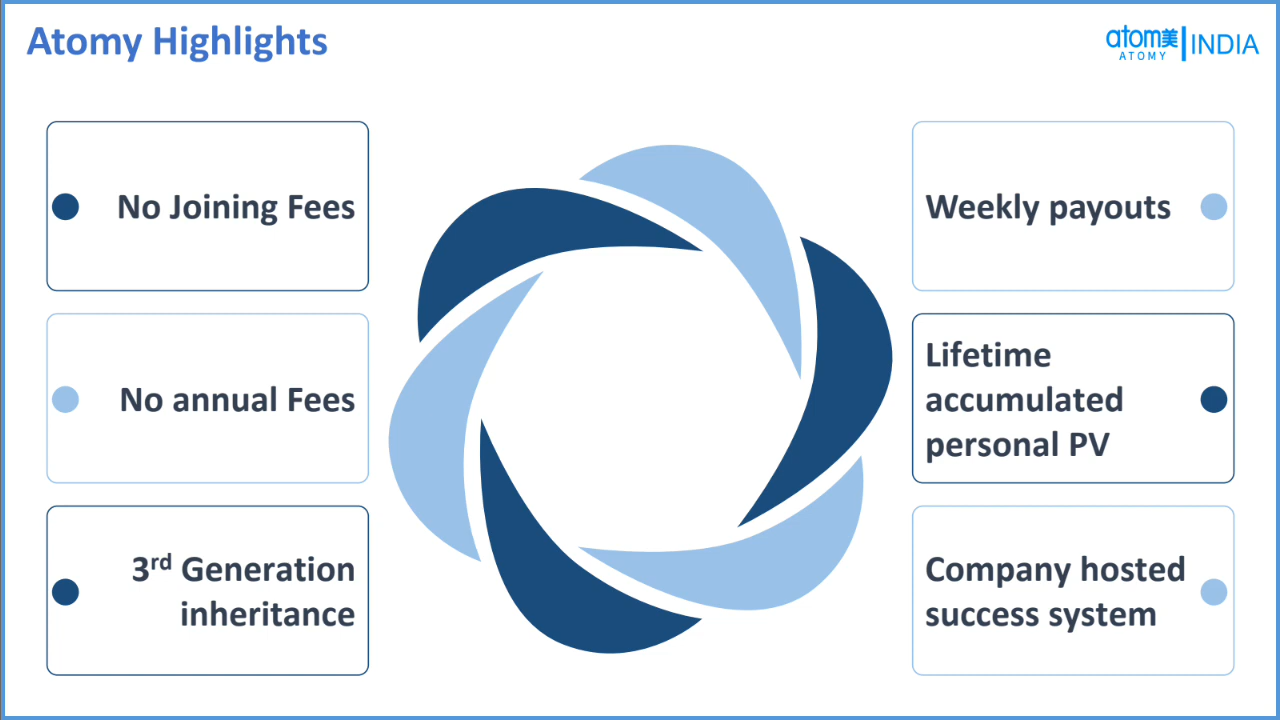 Atomy Highlights
atom美
ATOMY
INDIA
No Joining Fees
No annual Fees
3rd Generation
inheritance
Weekly payouts
Lifetime
accumulated
personal PV
Company hosted
success system